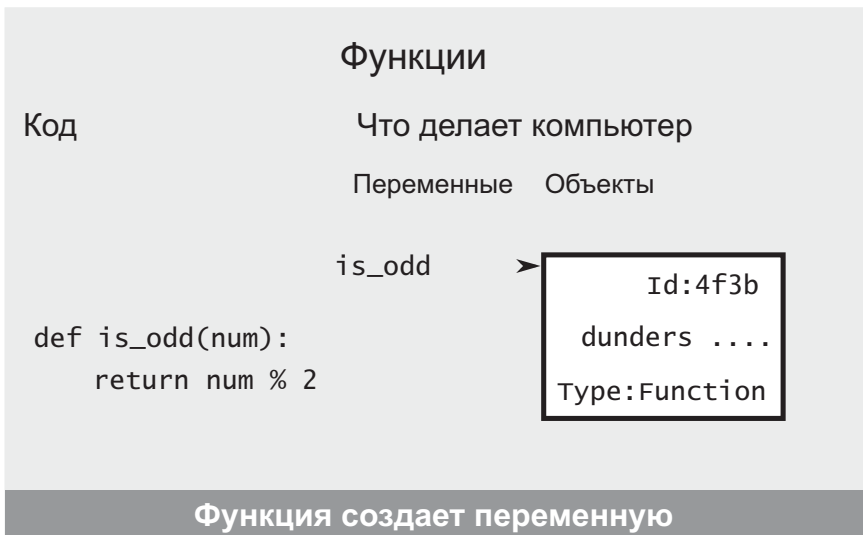 Функции
Код Что делает компьютер
Переменные Объекты
is_odd
Id:4f3b
def is_odd(num):
dunders ....
return num % 2
Type:Function
Функция создает переменную